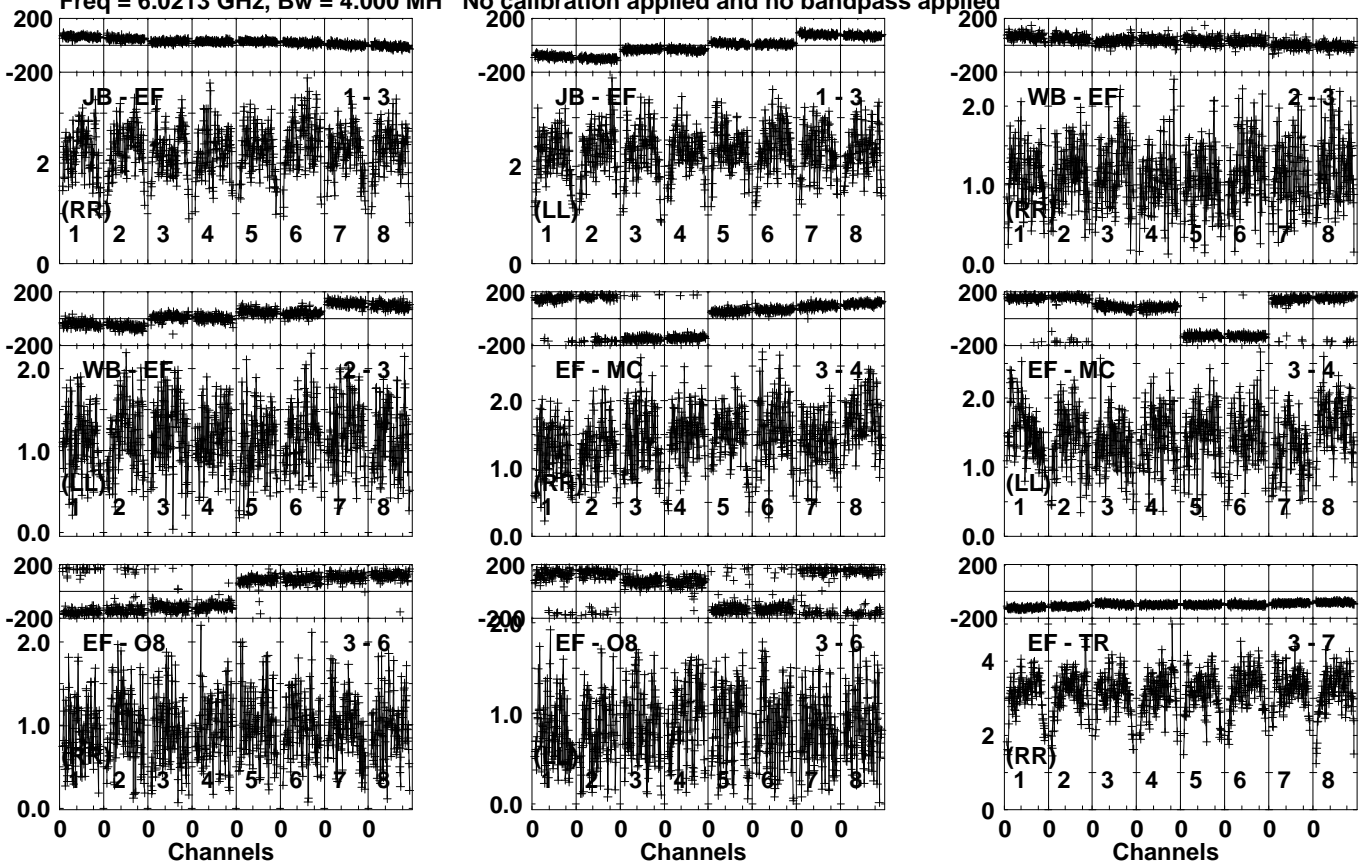 Freq = 6.0213 GHz, Bw = 4.000 MH No calibration applied and no bandpass applied
200 200 200
-200 -200 -200
JB - EF 1 - 3 JB - EF 1 - 3 WB - EF 2 - 3
2.0
2 2
1.0
(RR) (LL) (RR)
1 2 3 4 5 6 7 8 1 2 3 4 5 6 7 8 1 2 3 4 5 6 7 8
0 0 0.0
200 200 200
-200 -200 -200
WB - EF 2 - 3 EF - MC 3 - 4 EF - MC 3 - 4
2.0 2.0 2.0
1.0 1.0 1.0
(LL) (RR) (LL)
1 2 3 4 5 6 7 8 1 2 3 4 5 6 7 8 1 2 3 4 5 6 7 8
0.0 0.0 0.0
200 200 200
-200 -200 -200
2.0 2.0
EF - O8 3 - 6 EF - O8 3 - 6 EF - TR 3 - 7
4
1.0 1.0
2
(RR) (LL) (RR)
1 2 3 4 5 6 7 8 1 2 3 4 5 6 7 8 1 2 3 4 5 6 7 8
0.0 0.0 0
0 0 0 0 0 0 0 0 0 0 0 0 0 0 0 0 0 0 0 0 0 0 0 0
Channels Channels Channels